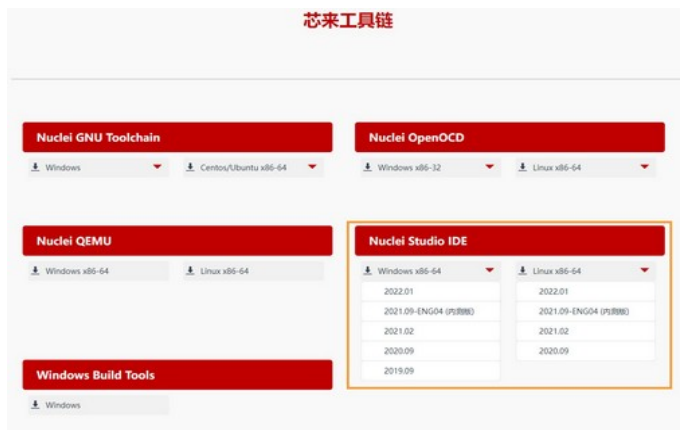 芯来工具链
Nuclei GNU Toolchain
Windows
Centos/Ubuntu x86-64
Nuclei OpenOCD
Windows x86-32
Linux x86-64
Nuclei QEMU
Windows x86-64
Linux x86-64
Nuclei Studio IDE
Windows x86-64
2022.01
2021.09-ENG04 (内测版)
2021.02
2020.09
2019.09
Linux x86-64
2022.01
2021.09-ENG04 (内测版)
2021.02
2020.09
Windows Build Tools
Windows